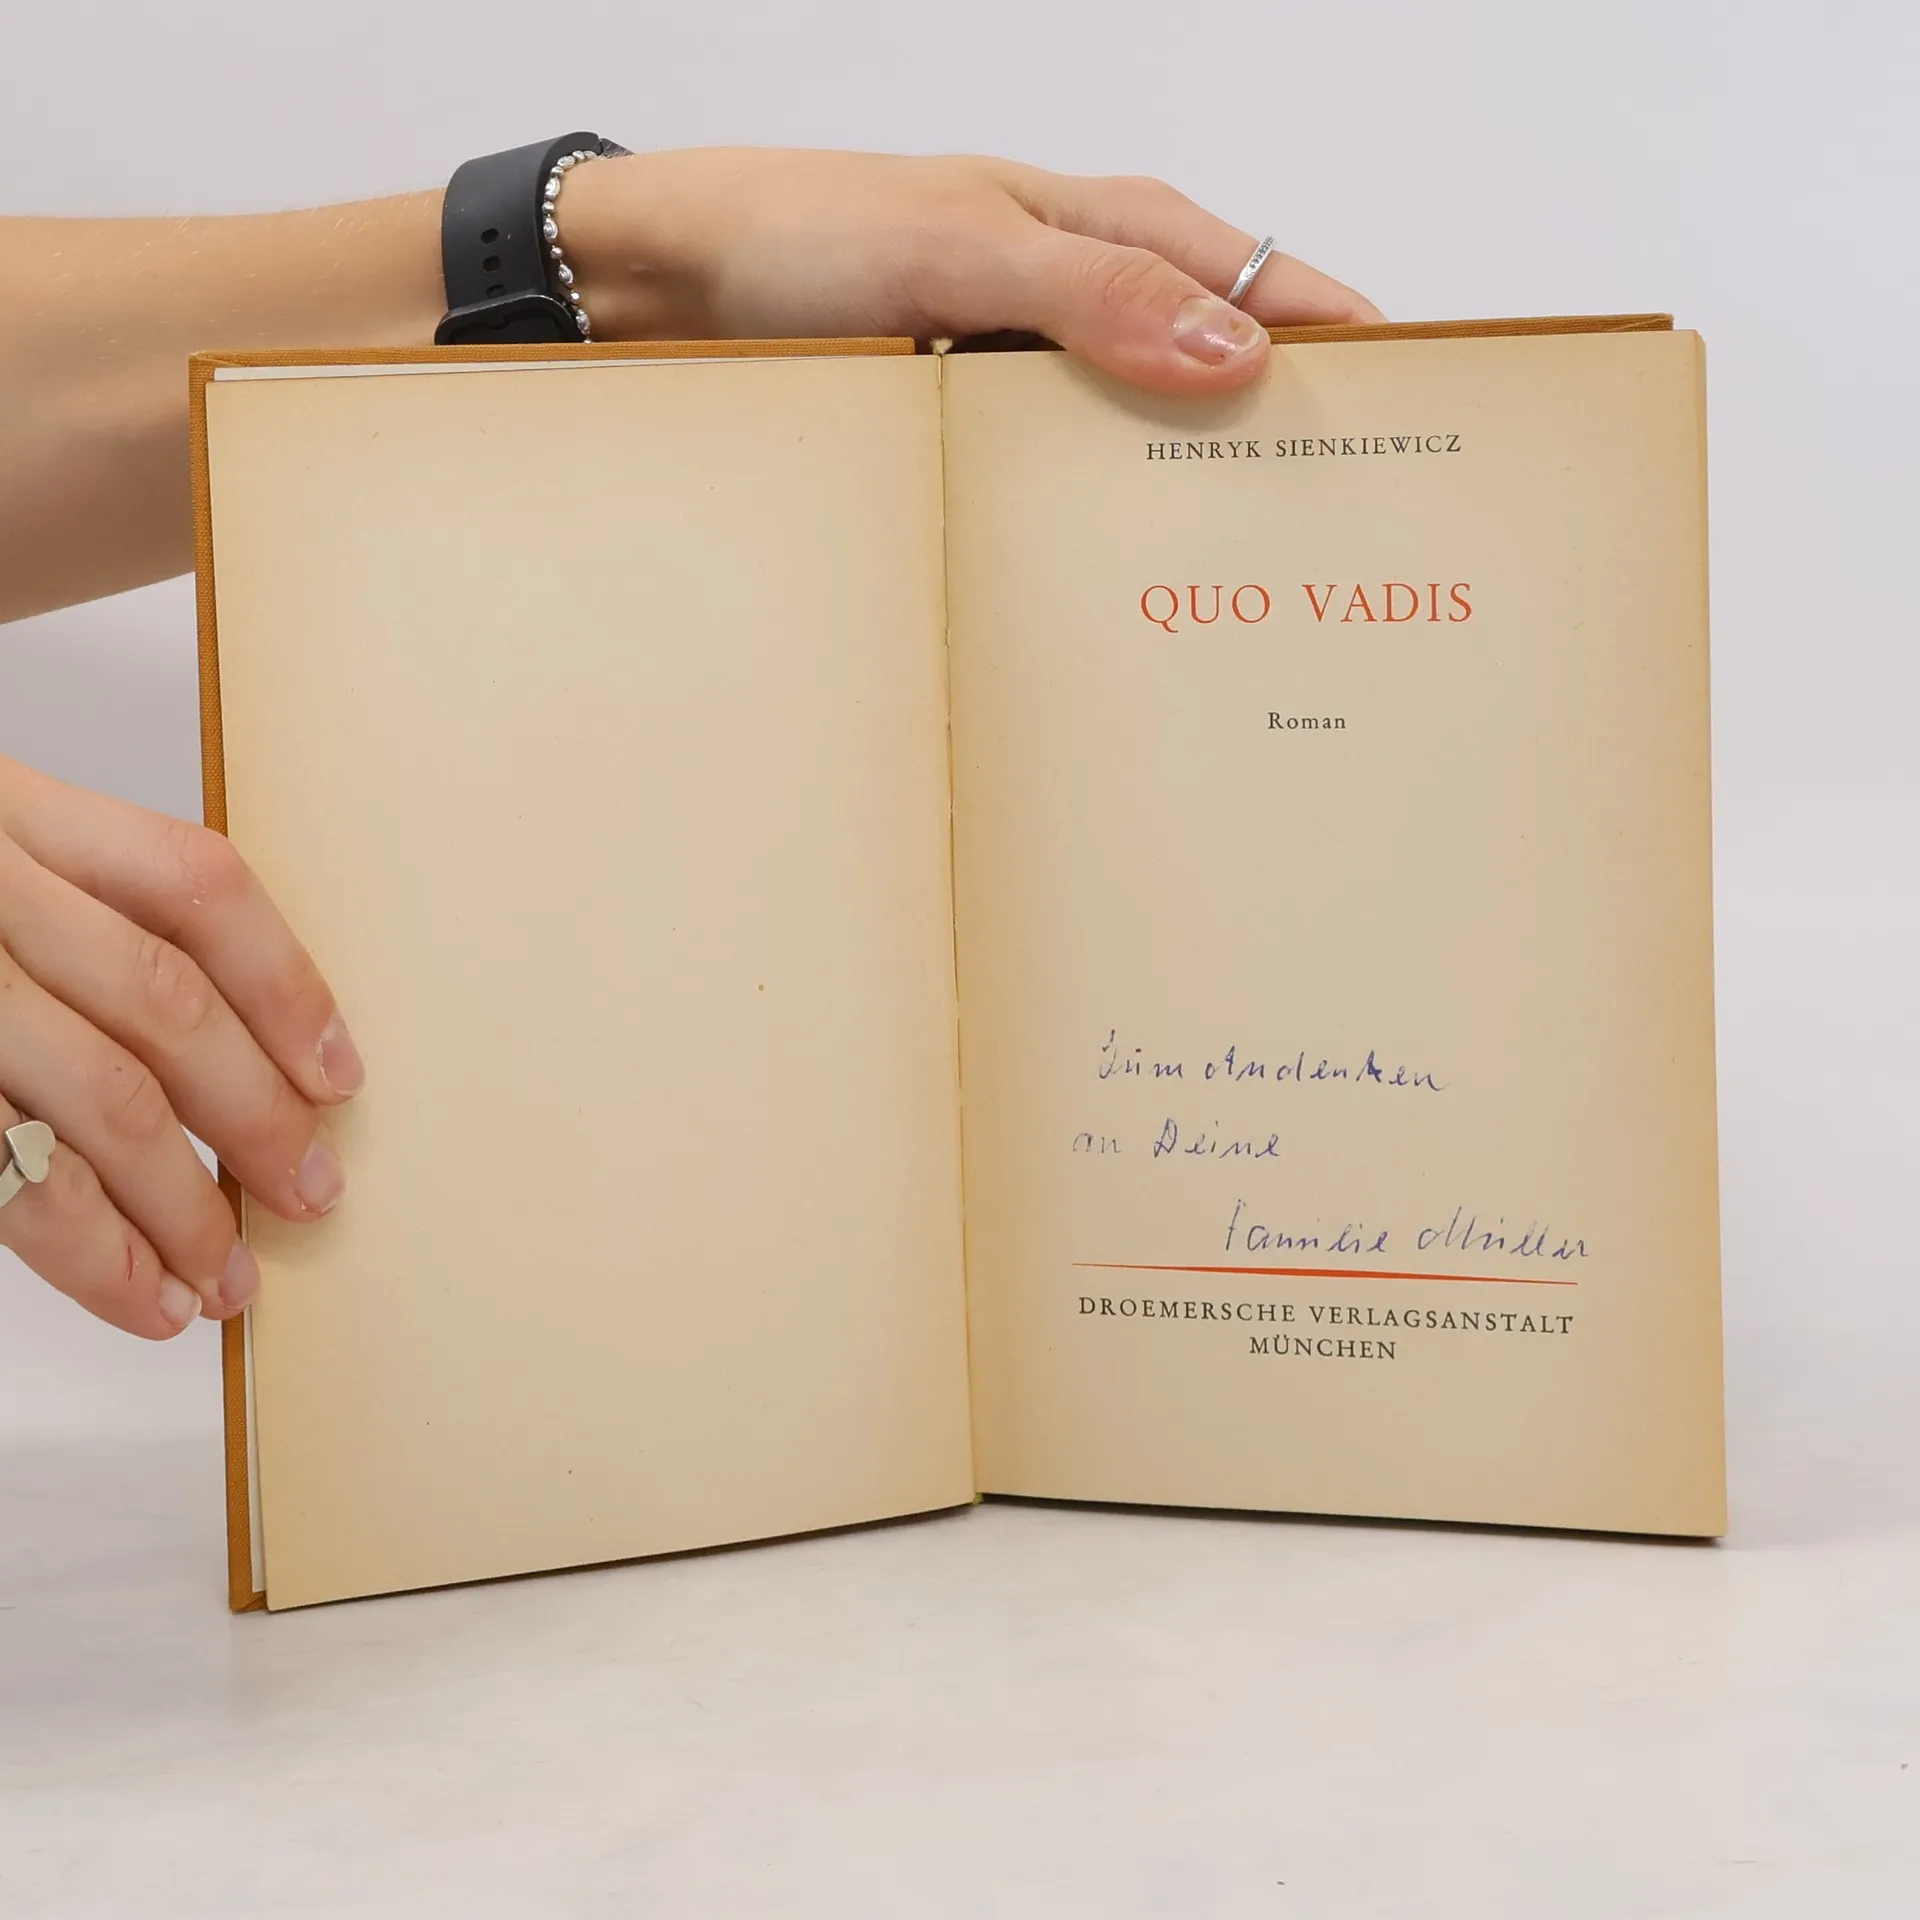 HENRYK SIENKIEWICZ
QUO VADIS
Roman
Zum Andenken
an Deine
Familie Müller
DROEMERSCHE VERLAGSANSTALT
MÜNCHEN